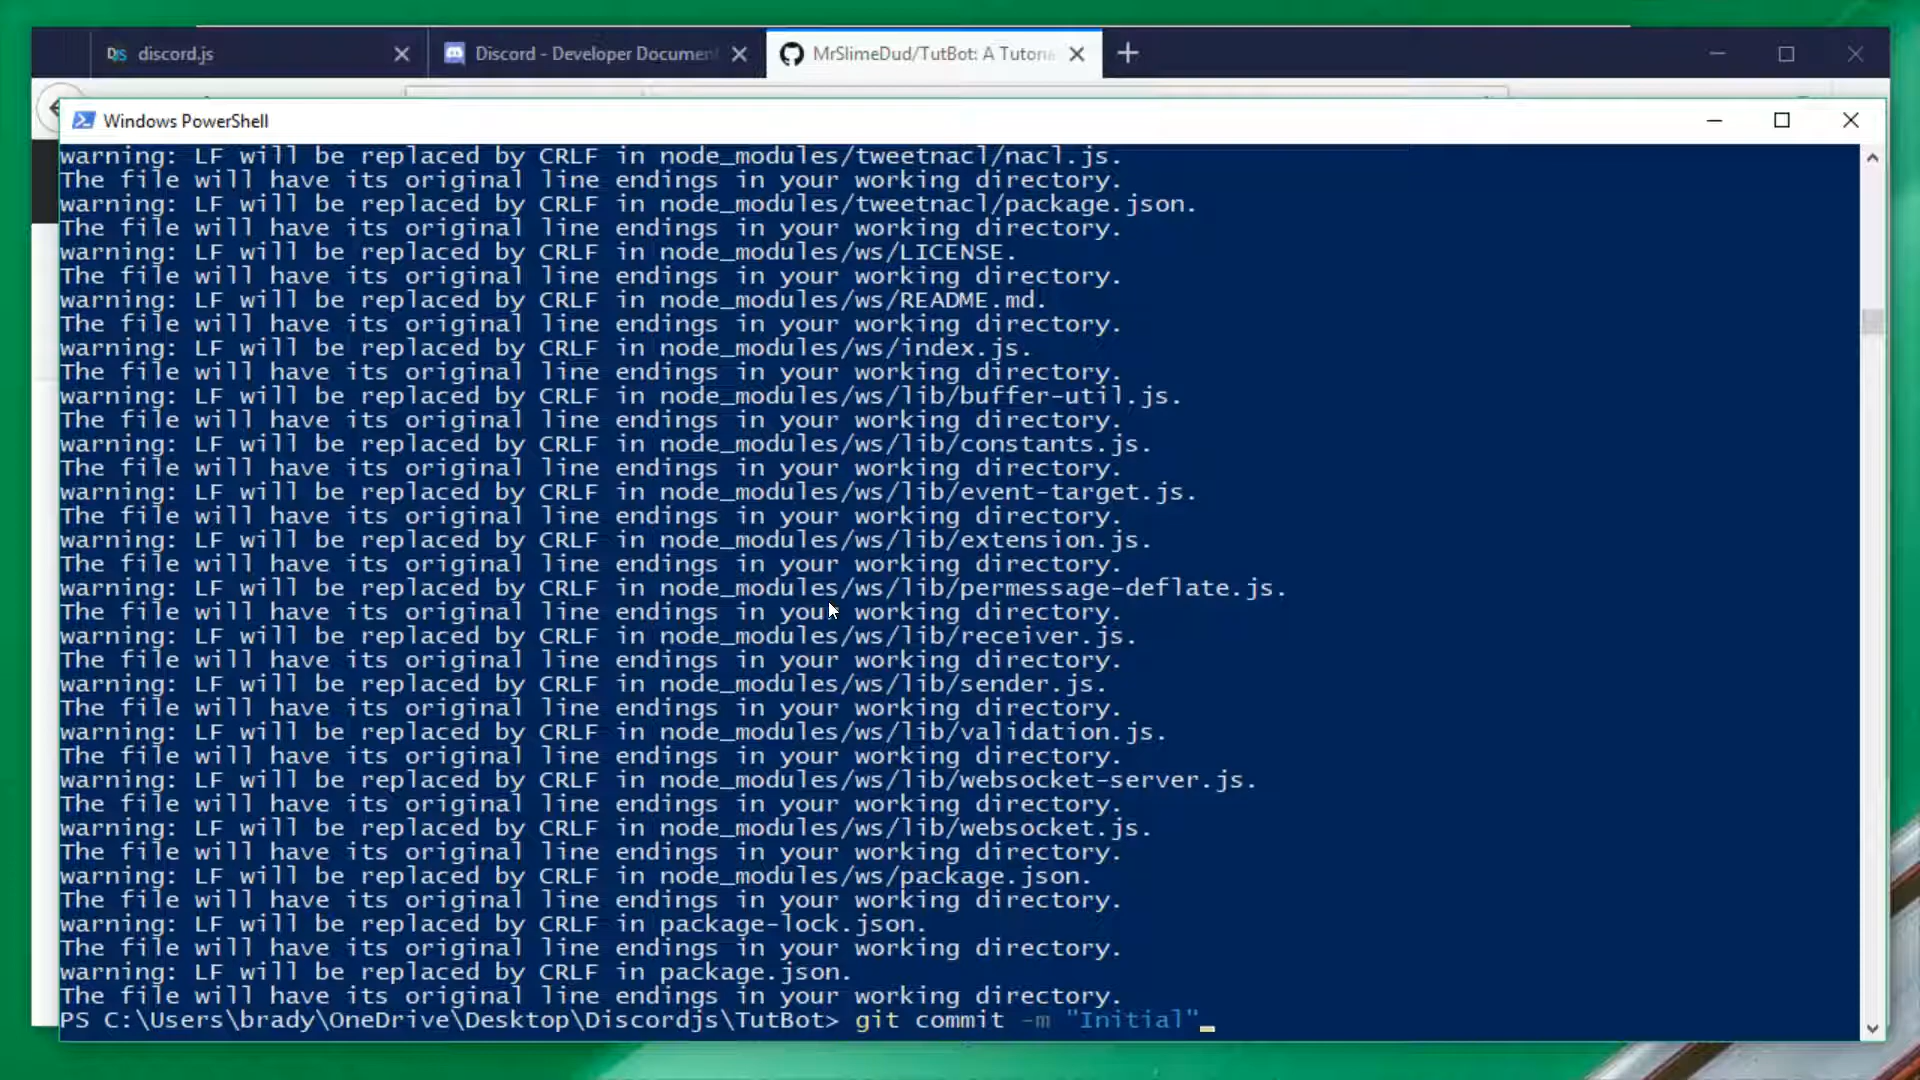 discord.js
Discord - Developer Document
MrSlimeDud/TutBot: A Tutoria
Windows PowerShell
warning: LF will be replaced by CRLF in node_modules/tweetnacl/nacl.js.
The file will have its original line endings in your working directory.
warning: LF will be replaced by CRLF in node_modules/tweetnacl/package.json.
The file will have its original line endings in your working directory.
warning: LF will be replaced by CRLF in node_modules/ws/LICENSE.
The file will have its original line endings in your working directory.
warning: LF will be replaced by CRLF in node_modules/ws/README.md.
The file will have its original line endings in your working directory.
warning: LF will be replaced by CRLF in node_modules/ws/index.js.
The file will have its original line endings in your working directory.
warning: LF will be replaced by CRLF in node_modules/ws/lib/buffer-util.js.
The file will have its original line endings in your working directory.
warning: LF will be replaced by CRLF in node_modules/ws/lib/constants.js.
The file will have its original line endings in your working directory.
warning: LF will be replaced by CRLF in node_modules/ws/lib/event-target.js.
The file will have its original line endings in your working directory.
warning: LF will be replaced by CRLF in node_modules/ws/lib/extension.js.
The file will have its original line endings in your working directory.
warning: LF will be replaced by CRLF in node_modules/ws/lib/permessage-deflate.js.
The file will have its original line endings in your working directory.
warning: LF will be replaced by CRLF in node_modules/ws/lib/receiver.js.
The file will have its original line endings in your working directory.
warning: LF will be replaced by CRLF in node_modules/ws/lib/sender.js.
The file will have its original line endings in your working directory.
warning: LF will be replaced by CRLF in node_modules/ws/lib/validation.js.
The file will have its original line endings in your working directory.
warning: LF will be replaced by CRLF in node_modules/ws/lib/websocket-server.js.
The file will have its original line endings in your working directory.
warning: LF will be replaced by CRLF in node_modules/ws/lib/websocket.js.
The file will have its original line endings in your working directory.
warning: LF will be replaced by CRLF in node_modules/ws/package.json.
The file will have its original line endings in your working directory.
warning: LF will be replaced by CRLF in package-lock.json.
The file will have its original line endings in your working directory.
warning: LF will be replaced by CRLF in package.json.
The file will have its original line endings in your working directory.
PS C:\Users\brady\OneDrive\Desktop\Discordjs\TutBot> git commit -m "Initial"